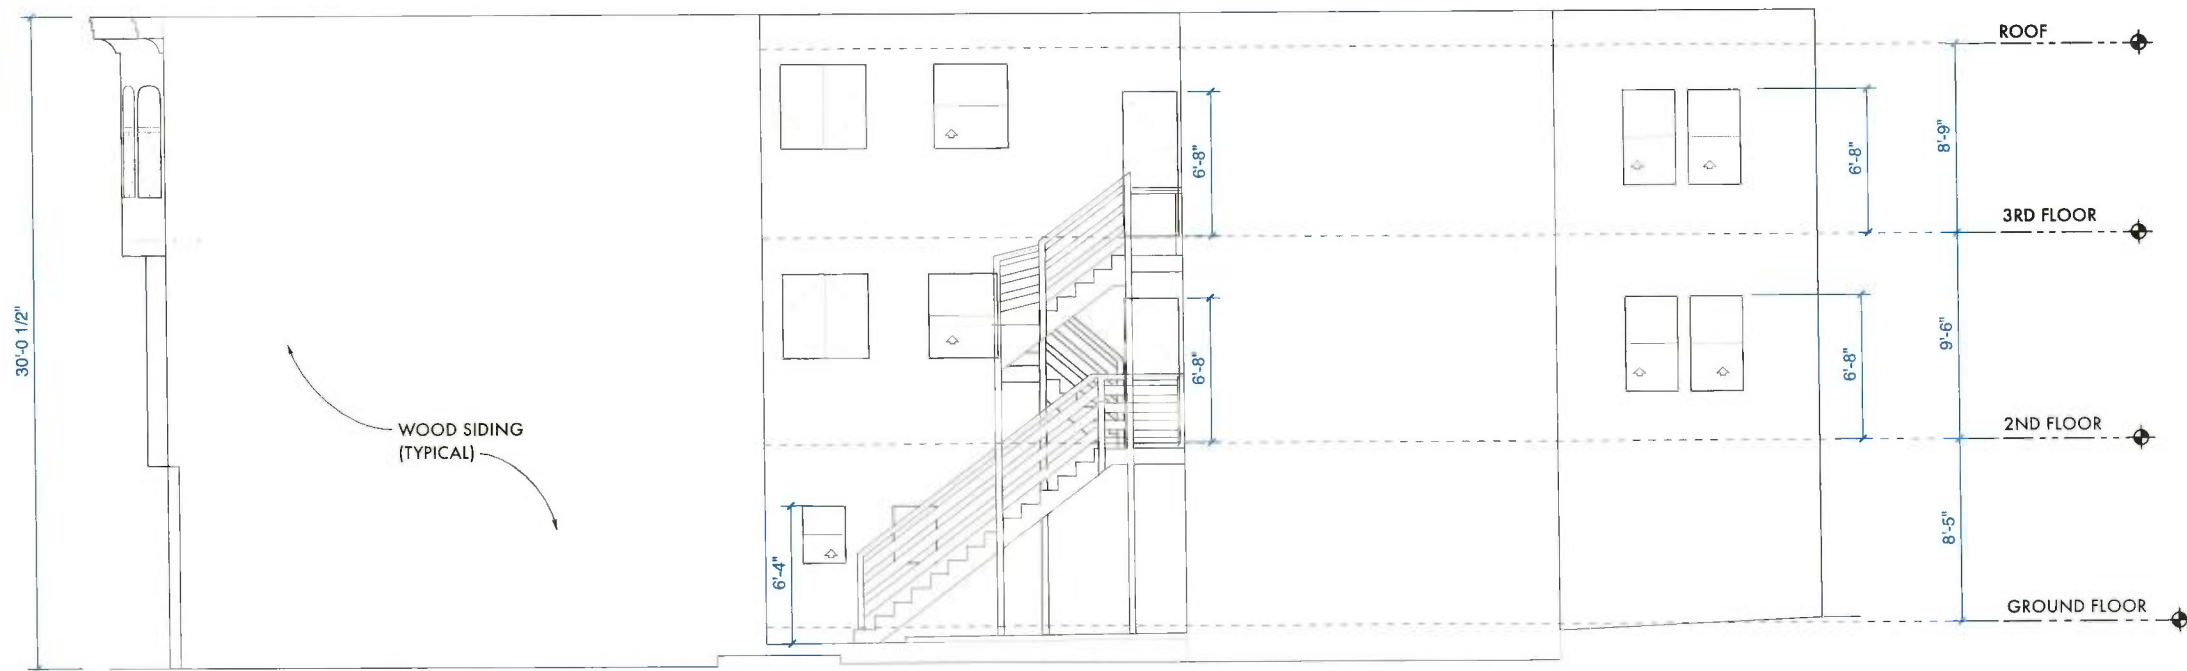 ROOF
6'-8"
6'-8"
8'-9"
3RD FLOOR
30'-0 1/2"
6'-8"
6'-8"
9'-6"
WOOD SIDING
(TYPICAL)
2ND FLOOR
6'-4"
8'-5"
GROUND FLOOR